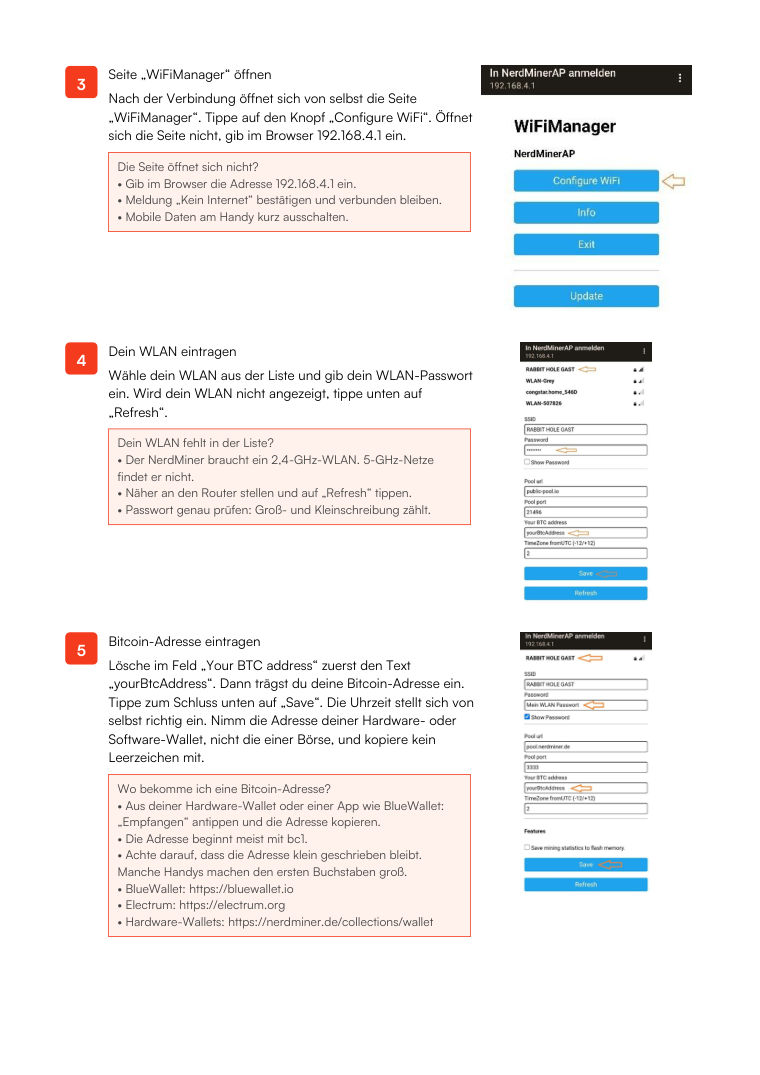 3
Seite „WiFiManager“ öffnen
Nach der Verbindung öffnet sich von selbst die Seite
„WiFiManager“. Tippe auf den Knopf „Configure WiFi“. Öffnet
sich die Seite nicht, gib im Browser 192.168.4.1 ein.
Die Seite öffnet sich nicht?
• Gib im Browser die Adresse 192.168.4.1 ein.
• Meldung „Kein Internet“ bestätigen und verbunden bleiben.
• Mobile Daten am Handy kurz ausschalten.
In NerdMinerAP anmelden
192.168.4.1
WiFiManager
NerdMinerAP
Configure WiFi
Info
Exit
Update
4
Dein WLAN eintragen
Wähle dein WLAN aus der Liste und gib dein WLAN-Passwort
ein. Wird dein WLAN nicht angezeigt, tippe unten auf
„Refresh“.
Dein WLAN fehlt in der Liste?
• Der NerdMiner braucht ein 2,4-GHz-WLAN. 5-GHz-Netze
findet er nicht.
• Näher an den Router stellen und auf „Refresh“ tippen.
• Passwort genau prüfen: Groß- und Kleinschreibung zählt.
In NerdMinerAP anmelden
192.168.4.1
RABBIT HOLE GAST
WLAN-Grey
congstar.home_546D
WLAN-507826
SSID
RABBIT HOLE GAST
Password
••••••••
Show Password
Pool url
public-pool.io
Pool port
21496
Your BTC address
yourBtcAddress
TimeZone fromUTC (-12/+12)
2
Save
Refresh
5
Bitcoin-Adresse eintragen
Lösche im Feld „Your BTC address“ zuerst den Text
„yourBtcAddress“. Dann trägst du deine Bitcoin-Adresse ein.
Tippe zum Schluss unten auf „Save“. Die Uhrzeit stellt sich von
selbst richtig ein. Nimm die Adresse deiner Hardware- oder
Software-Wallet, nicht die einer Börse, und kopiere kein
Leerzeichen mit.
Wo bekomme ich eine Bitcoin-Adresse?
• Aus deiner Hardware-Wallet oder einer App wie BlueWallet:
„Empfangen“ antippen und die Adresse kopieren.
• Die Adresse beginnt meist mit bc1.
• Achte darauf, dass die Adresse klein geschrieben bleibt.
Manche Handys machen den ersten Buchstaben groß.
• BlueWallet: https://bluewallet.io
• Electrum: https://electrum.org
• Hardware-Wallets: https://nerdminer.de/collections/wallet
In NerdMinerAP anmelden
192.168.4.1
RABBIT HOLE GAST
SSID
RABBIT HOLE GAST
Password
Mein WLAN Passwort
Show Password
Pool url
pool.nerdminer.de
Pool port
3333
Your BTC address
yourBtcAddress
TimeZone fromUTC (-12/+12)
2
Features
Save mining statistics to flash memory.
Save
Refresh